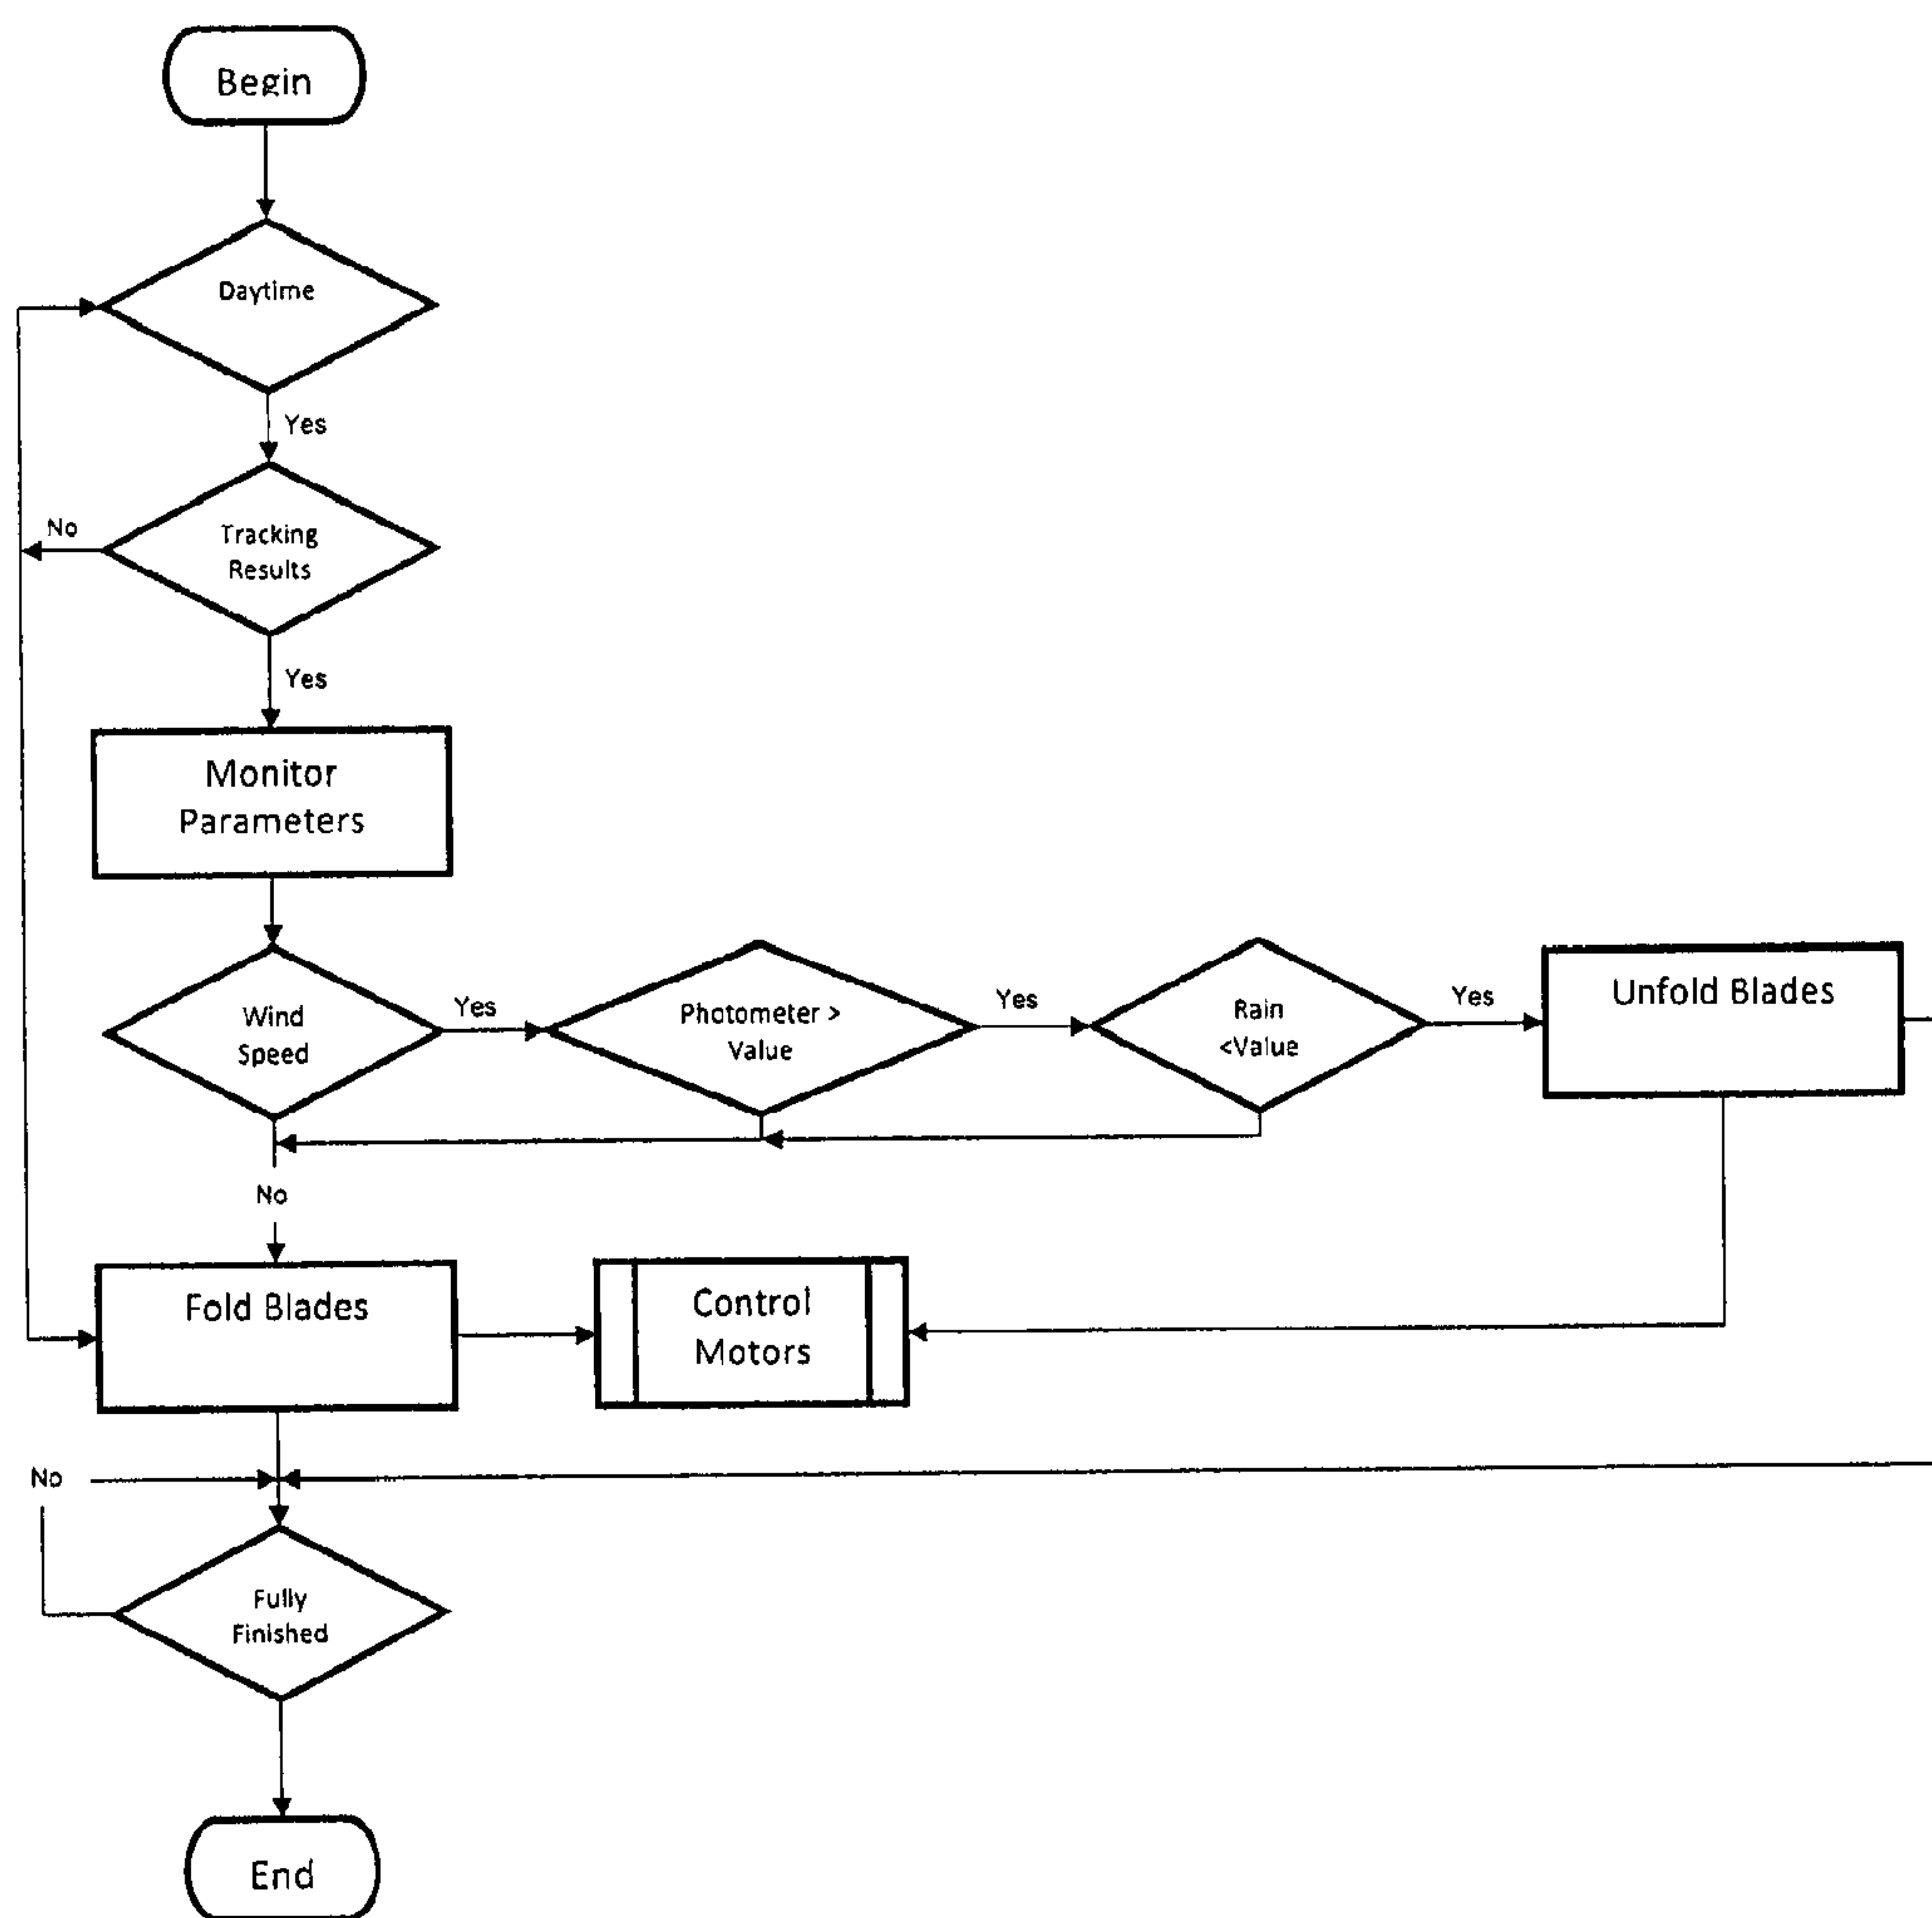 Begin
Daytime
Yes
Tracking
Results
No
Yes
Monitor
Parameters
Wind
Speed
Yes
Photometer >
Value
Yes
Rain
<Value
Yes
Unfold Blades
No
Fold Blades
Control
Motors
No
Fully
Finished
End